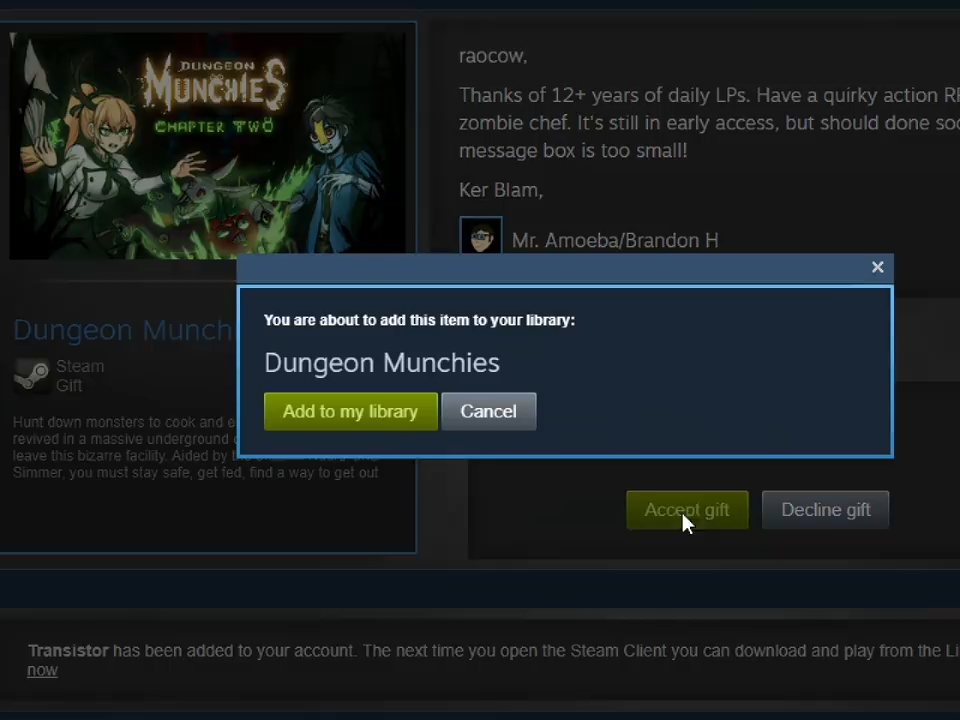 DUNGEON
MUNCHIES
CHAPTER TWO
raocow,
Thanks of 12+ years of daily LPs. Have a quirky action
zombie chef. It's still in early access, but should done
message box is too small!
Ker Blam,
Mr. Amoeba/Brandon H
×
You are about to add this item to your library:
Dungeon Munchies
Add to my library
Cancel
Dungeon
Steam
Gift
Hunt down monsters to cook and
revived in a massive underground
leave this bizarre facility. Aided by
Simmer, you must stay safe, get fed, find a way to get out
Accept gift
Decline gift
Transistor has been added to your account. The next time you open the Steam Client you can download and play from the
now